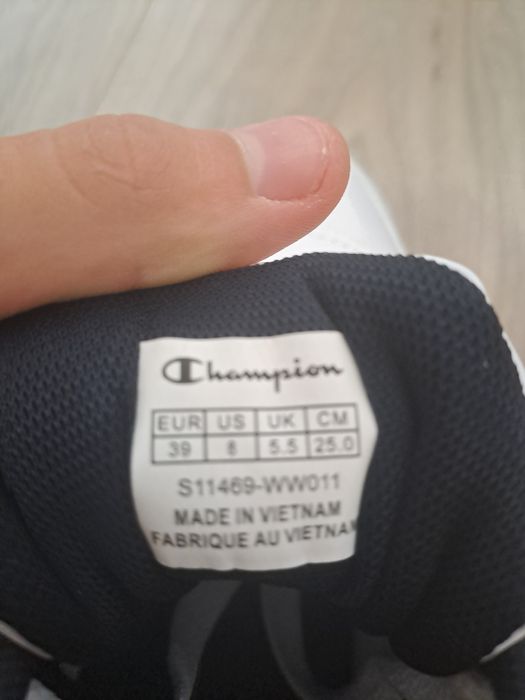 Champion
EUR US UK CM
39 8 5.5 25.0
S11469-WW011
MADE IN VIETNAM
FABRIQUE AU VIETNAM